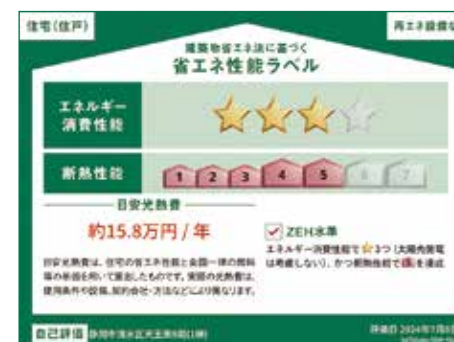 住宅(住戸)
再エネ設備な
建築物省エネ法に基づく
省エネ性能ラベル
エネルギー
消費性能
断熱性能
1 2 3 4 5 6 7
目安光熱費
約15.8万円 / 年
目安光熱費は、住宅の省エネ性能と全国一律の燃料
等の単価を用いて算出したものです。実際の光熱費は、
使用条件や設備、契約会社・方法などにより異なります。
ZEH水準
エネルギー消費性能で★3つ(太陽光発電
は考慮しない)、かつ断熱性能で5を達成
自己評価
評価日 2024年7月